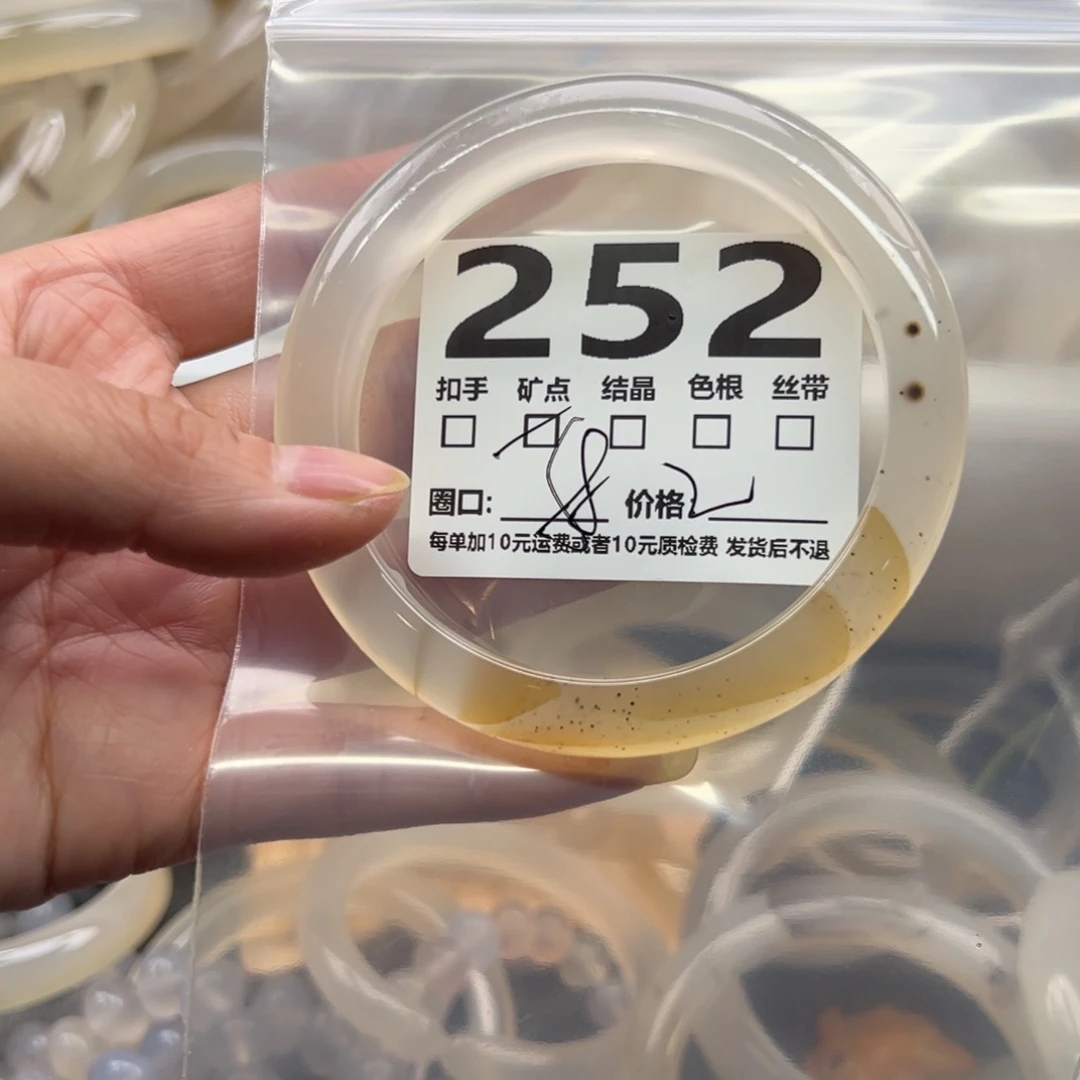 252
扣手 矿点 结晶 色根 丝带
圈口: 价格:
每单加10元运费或者10元质检费 发货后不退